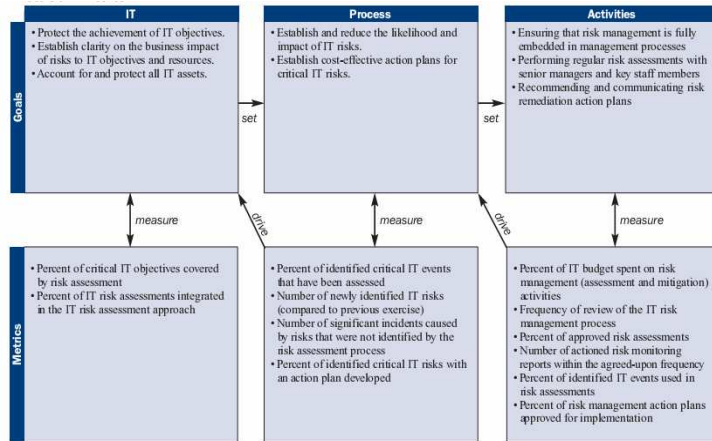 IT
Process
Activities
Goals
• Protect the achievement of IT objectives.
• Establish clarity on the business impact
of risks to IT objectives and resources.
• Account for and protect all IT assets.
set
• Establish and reduce the likelihood and
impact of IT risks.
• Establish cost-effective action plans for
critical IT risks.
set
• Ensuring that risk management is fully
embedded in management processes
• Performing regular risk assessments with
senior managers and key staff members
• Recommending and communicating risk
remediation action plans
measure
drive
measure
drive
measure
Metrics
• Percent of critical IT objectives covered
by risk assessment
• Percent of IT risk assessments integrated
in the IT risk assessment approach
• Percent of identified critical IT events
that have been assessed
• Number of newly identified IT risks
(compared to previous exercise)
• Number of significant incidents caused
by risks that were not identified by the
risk assessment process
• Percent of identified critical IT risks with
an action plan developed
• Percent of IT budget spent on risk
management (assessment and mitigation)
activities
• Frequency of review of the IT risk
management process
• Percent of approved risk assessments
• Number of actioned risk monitoring
reports within the agreed-upon frequency
• Percent of identified IT events used in
risk assessments
• Percent of risk management action plans
approved for implementation